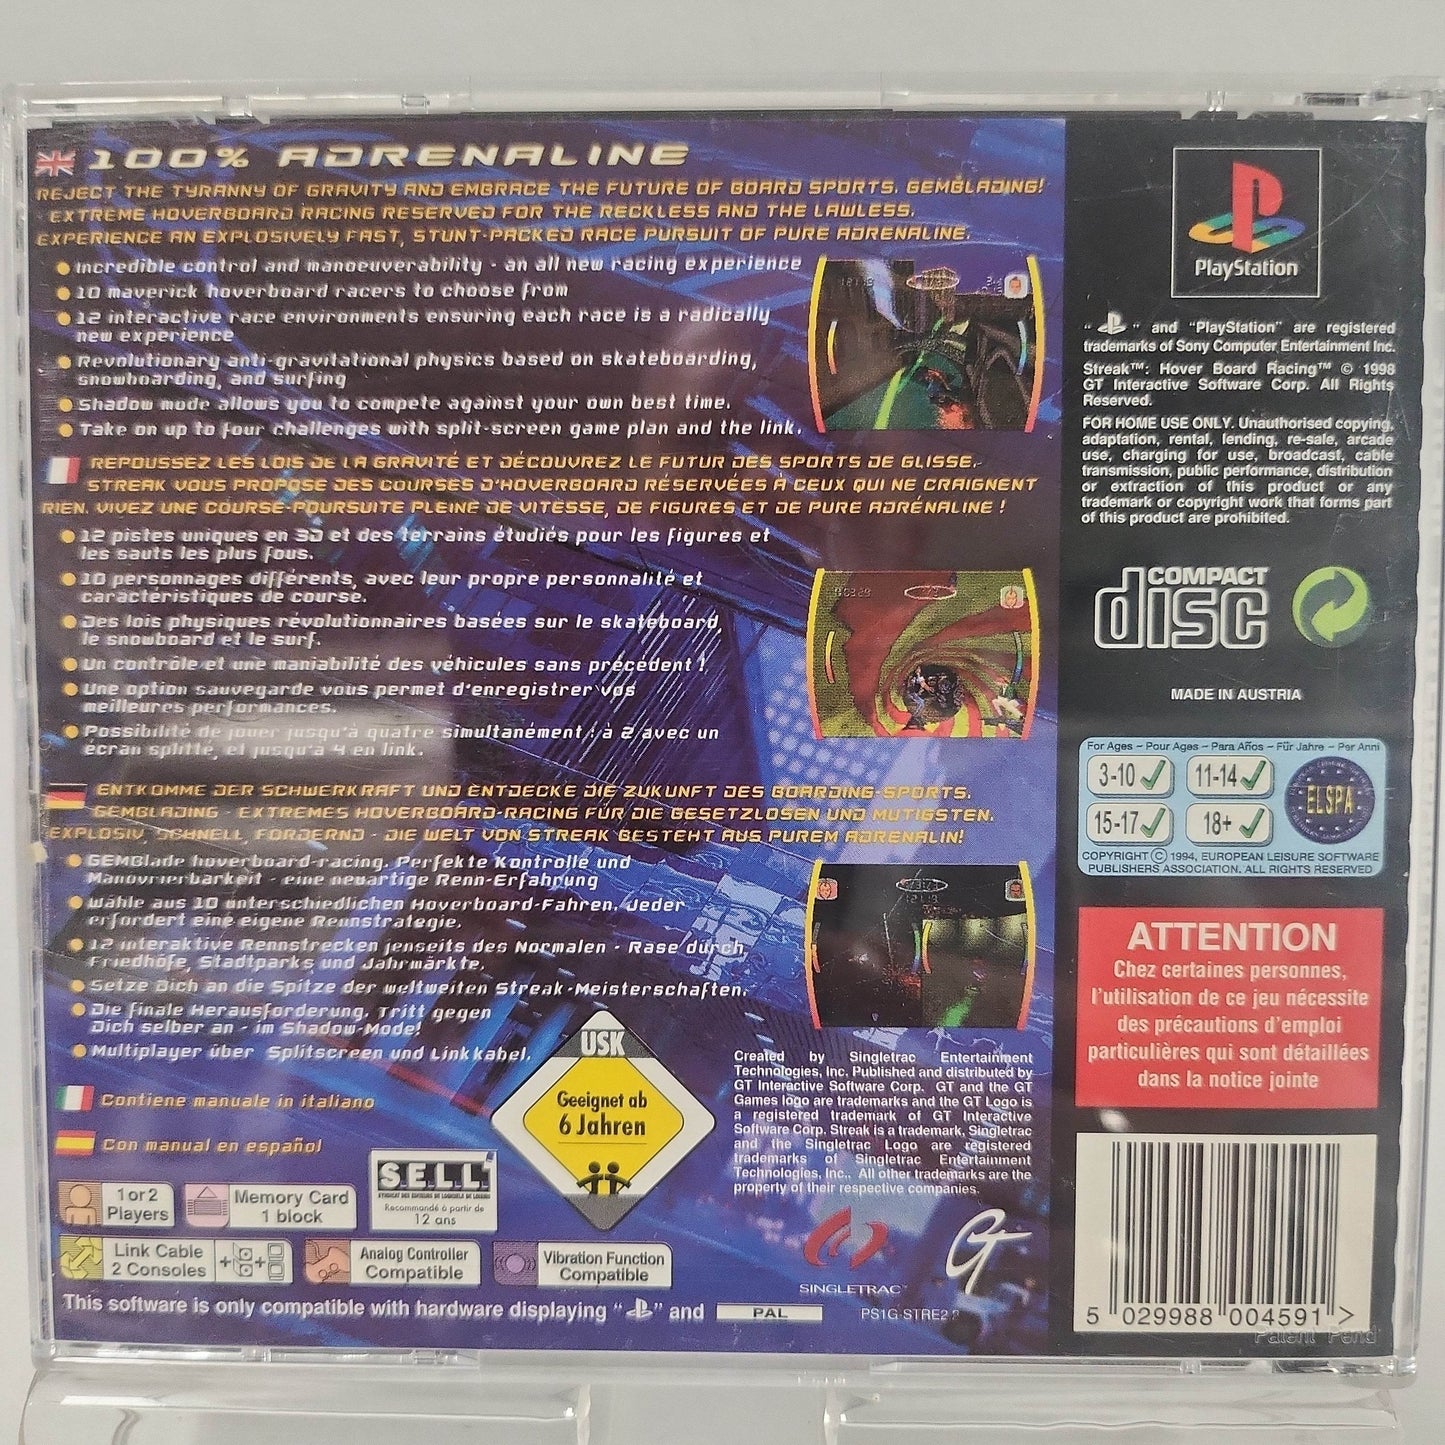 100% ADRENALINE
REJECT THE TYRANNY OF GRAVITY AND EMBRACE THE FUTURE OF BOARD SPORTS. GEMBLADING!
EXTREME HOVERBOARD RACING RESERVED FOR THE RECKLESS AND THE LAWLESS.
EXPERIENCE AN EXPLOSIVELY FAST, STUNT-PACKED RACE PURSUIT OF PURE ADRENALINE.
Incredible control and manoeuverability - an all new racing experience
10 maverick hoverboard racers to choose from
12 interactive race environments ensuring each race is a radically
new experience
Revolutionary anti-gravitational physics based on skateboarding,
snowboarding, and surfing
Shadow mode allows you to compete against your own best time.
Take on up to four challenges with split-screen game plan and the link.
REPOUSSEZ LES LOIS DE LA GRAVITÉ ET DÉCOUVREZ LE FUTUR DES SPORTS DE GLISSE.
STREAK VOUS PROPOSE DES COURSES D'HOVERBOARD RÉSERVÉES À CEUX QUI NE CRAIGNENT
RIEN. VIVEZ UNE COURSE-POURSUITE PLEINE DE VITESSE, DE FIGURES ET DE PURE ADRÉNALINE !
12 pistes uniques en 3D et des terrains étudiés pour les figures et
les sauts les plus fous.
10 personnages différents, avec leur propre personnalité et
caractéristiques de course.
Des lois physiques révolutionnaires basées sur le skateboard,
le snowboard et le surf.
Un contrôle et une maniabilité des véhicules sans précédent !
Une option sauvegarde vous permet d'enregistrer vos
meilleures performances.
Possibilité de jouer jusqu'à quatre simultanément : à 2 avec un
écran splitté, et jusqu'à 4 en link.
ENTKOMME DER SCHWERKRAFT UND ENTDECKE DIE ZUKUNFT DES BOARDING-SPORTS.
GEMBLADING - EXTREMES HOVERBOARD-RACING FÜR DIE GESETZLOSEN UND MUTIGSTEN.
EXPLOSIV, SCHNELL, FORDERND - DIE WELT VON STREAK BESTEHT AUS PUREM ADRENALIN!
GEMBlade hoverboard-racing. Perfekte Kontrolle und
Manövrierbarkeit - eine neuartige Renn-Erfahrung
Wähle aus 10 unterschiedlichen Hoverboard-Fahren. Jeder
erfordert eine eigene Rennstrategie.
12 interaktive Rennstrecken jenseits des Normalen - Rase durch
Friedhöfe, Stadtparks und Jahrmärkte.
Setze Dich an die Spitze der weltweiten Streak-Meisterschaften.
Die finale Herausforderung. Tritt gegen
Dich selber an - im Shadow-Mode!
Multiplayer über Splitscreen und Linkkabel.
Contiene manuale in italiano
Con manual en español
USK
Geeignet ab
6 Jahren
S.E.L.L.
SYNDICAT DES EDITEURS DE LOGICIELS DE LOISIRS
Recommandé à partir de
12 ans
1 or 2
Players
Memory Card
1 block
Link Cable
2 Consoles
Analog Controller
Compatible
Vibration Function
Compatible
This software is only compatible with hardware displaying " " and PAL
Created by Singletrac Entertainment
Technologies, Inc. Published and distributed by
GT Interactive Software Corp. GT and the GT
Games logo are trademarks and the GT Logo is
a registered trademark of GT Interactive
Software Corp. Streak is a trademark, Singletrac
and the Singletrac Logo are registered
trademarks of Singletrac Entertainment
Technologies, Inc.. All other trademarks are the
property of their respective companies.
SINGLETRAC™
GT
PS1G-STRE2
PlayStation
" " and "PlayStation" are registered
trademarks of Sony Computer Entertainment Inc.
Streak™: Hover Board Racing™ © 1998
GT Interactive Software Corp. All Rights
Reserved.
FOR HOME USE ONLY. Unauthorised copying,
adaptation, rental, lending, re-sale, arcade
use, charging for use, broadcast, cable
transmission, public performance, distribution
or extraction of this product or any
trademark or copyright work that forms part
of this product are prohibited.
COMPACT
disc
MADE IN AUSTRIA
For Ages ~ Pour Ages ~ Para Años ~ Für Jahre ~ Per Anni
3-10 11-14
15-17 18+
ELSPA
COPYRIGHT © 1994, EUROPEAN LEISURE SOFTWARE
PUBLISHERS ASSOCIATION. ALL RIGHTS RESERVED
ATTENTION
Chez certaines personnes,
l'utilisation de ce jeu nécessite
des précautions d'emploi
particulières qui sont détaillées
dans la notice jointe
5 029988 004591 >
Patent Pend